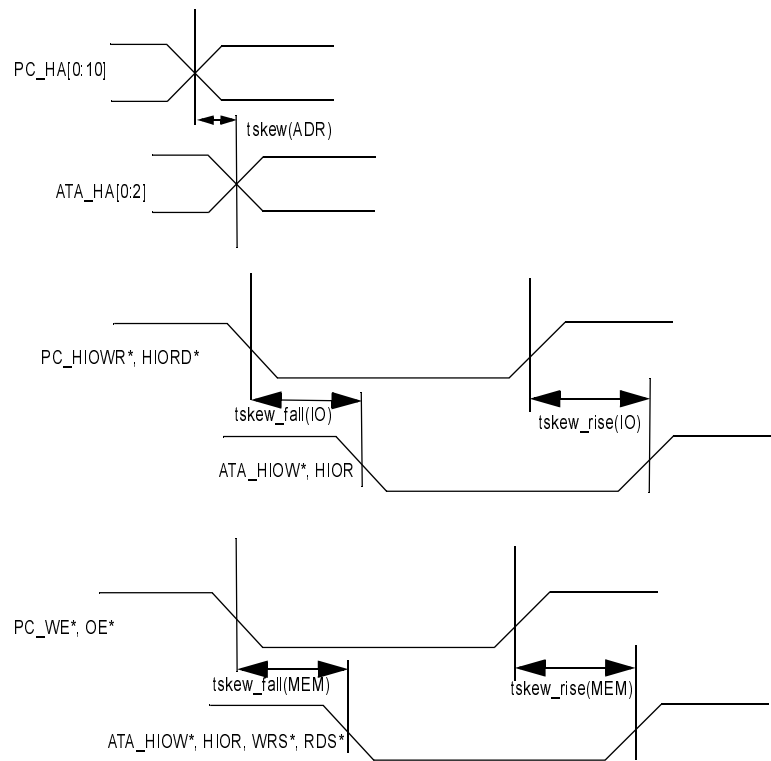 PC_HA[0:10]
tskew(ADR)
ATA_HA[0:2]
PC_HIOWR*, HIORD*
tskew_fall(IO)
tskew_rise(IO)
ATA_HIOW*, HIOR
PC_WE*, OE*
tskew_fall(MEM)
tskew_rise(MEM)
ATA_HIOW*, HIOR, WRS*, RDS*